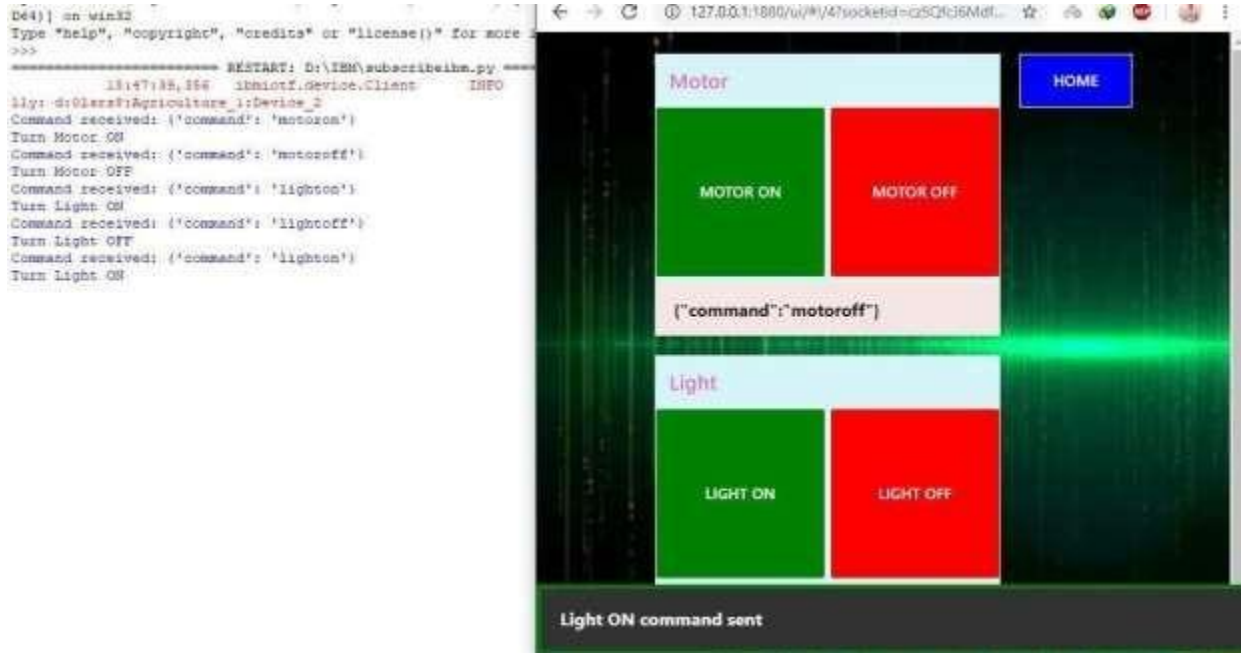 D64)] on win32
Type "help", "copyright", "credits" or "license()" for more
>>>
RESTART: D:\IBM\subscribeibm.py
ibmiotf.device.Client INFO
Command received: {'command': 'motoron'}
Turn Motor ON
Command received: {'command': 'motoroff'}
Turn Motor OFF
Command received: {'command': 'lighton'}
Turn Light ON
Command received: {'command': 'lightoff'}
Turn Light OFF
Command received: {'command': 'lighton'}
Turn Light ON
127.0.0.1:1880/ui/#!/4?socketid=
Motor
HOME
MOTOR ON
MOTOR OFF
{"command":"motoroff"}
Light
LIGHT ON
LIGHT OFF
Light ON command sent